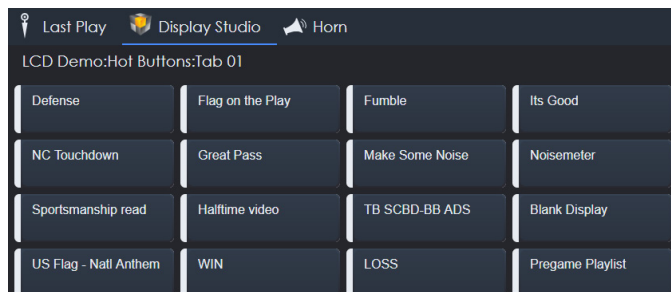 Last Play Display Studio Horn
LCD Demo:Hot Buttons:Tab 01
Defense Flag on the Play Fumble Its Good
NC Touchdown Great Pass Make Some Noise Noisemeter
Sportsmanship read Halftime video TB SCBD-BB ADS Blank Display
US Flag - Natl Anthem WIN LOSS Pregame Playlist